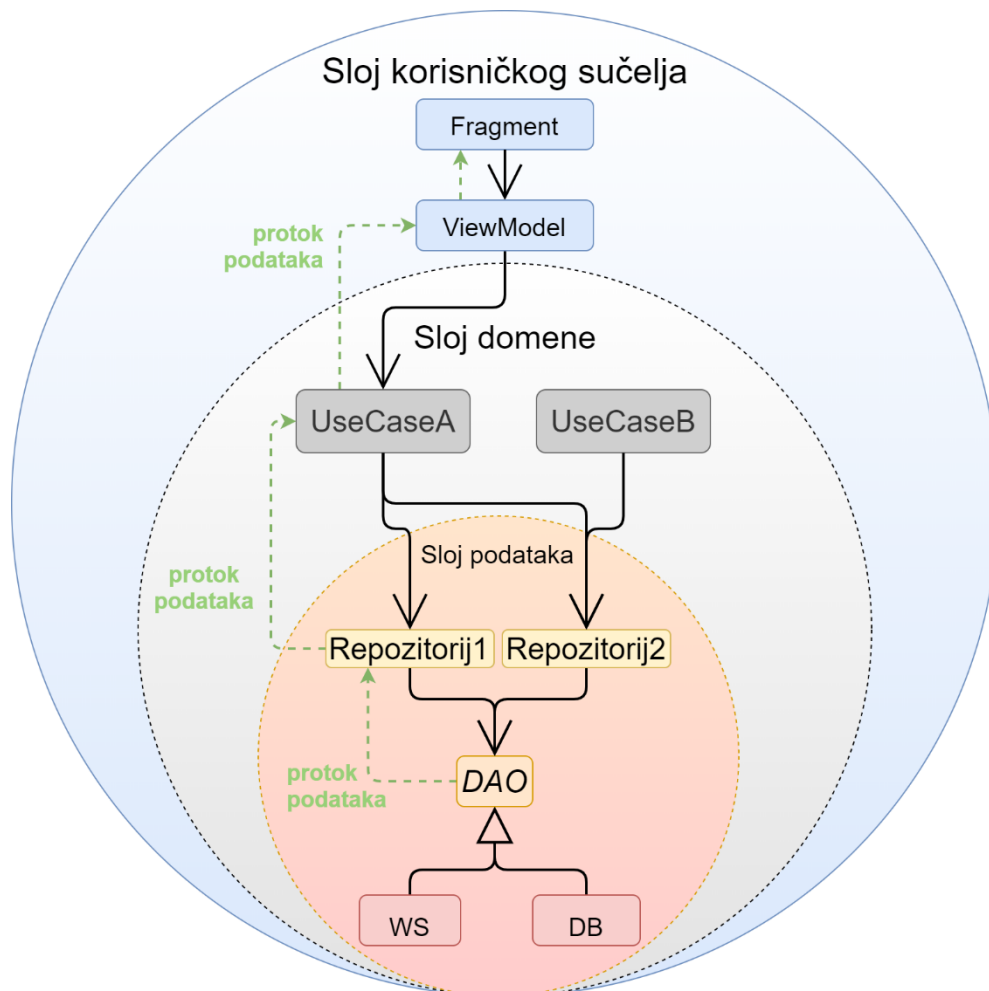 Sloj korisničkog sučelja
Fragment
ViewModel
protok
podataka
Sloj domene
UseCaseA
UseCaseB
Sloj podataka
protok
podataka
Repozitorij1
Repozitorij2
protok
podataka
DAO
WS
DB